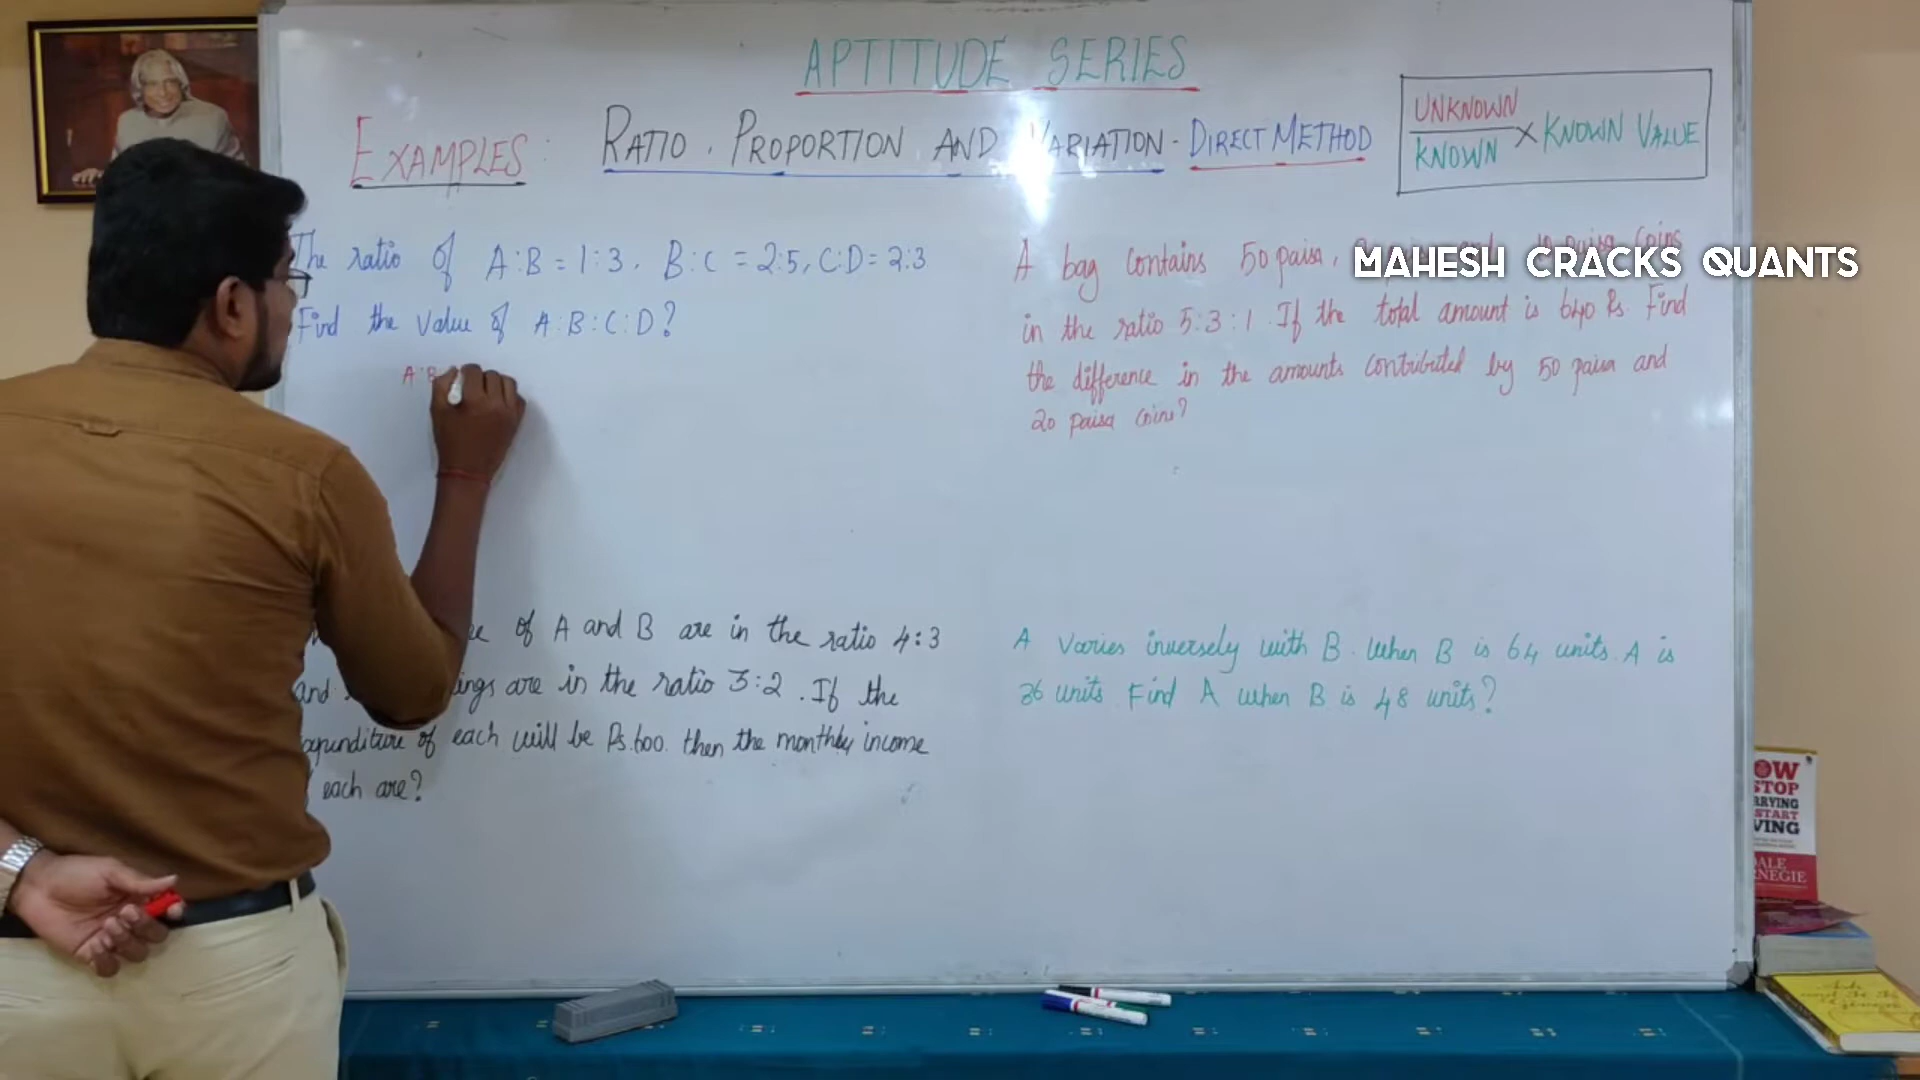 APTITUDE SERIES
EXAMPLES: RATIO, PROPORTION AND VARIATION - DIRECT METHOD
UNKNOWN
KNOWN × KNOWN VALUE
The ratio of A:B = 1:3, B:C = 2:5, C:D = 2:3
Find the value of A:B:C:D?
A:B
A bag contains 50 paisa,
MAHESH CRACKS QUANTS
in the ratio 5:3:1. If the total amount is 640 Rs. Find
the difference in the amounts contributed by 50 paisa and
20 paisa coins?
of A and B are in the ratio 4:3
and are in the ratio 3:2. If the
of each will be Rs.600. then the monthly income
each are?
A varies inversely with B. When B is 64 units. A is
36 units. Find A when B is 48 units?
HOW
STOP
START
DALE